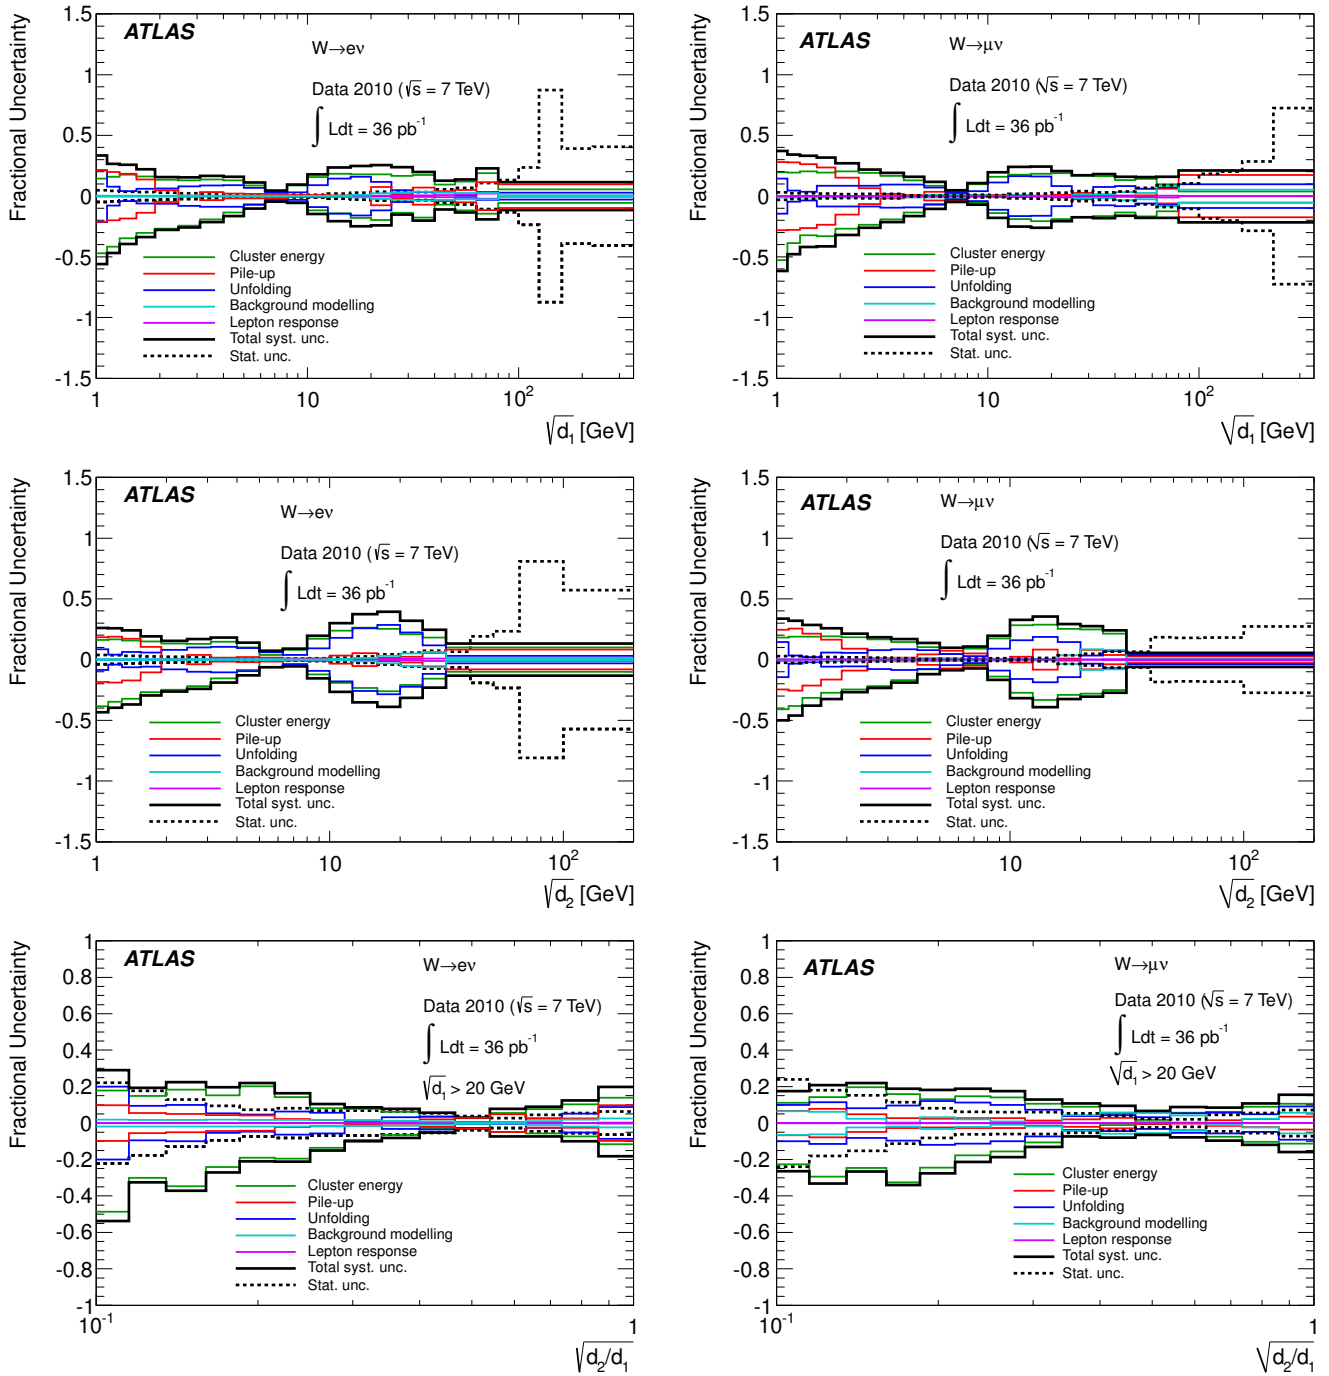 Fractional Uncertainty
1.5
1
0.5
0
-0.5
-1
-1.5
ATLAS
W→eν
Data 2010 (√s = 7 TeV)
∫ Ldt = 36 pb⁻¹
Cluster energy
Pile-up
Unfolding
Background modelling
Lepton response
Total syst. unc.
Stat. unc.
1 10 10²
√d₁ [GeV]
Fractional Uncertainty
1.5
1
0.5
0
-0.5
-1
-1.5
ATLAS
W→μν
Data 2010 (√s = 7 TeV)
∫ Ldt = 36 pb⁻¹
Cluster energy
Pile-up
Unfolding
Background modelling
Lepton response
Total syst. unc.
Stat. unc.
1 10 10²
√d₁ [GeV]
Fractional Uncertainty
1.5
1
0.5
0
-0.5
-1
-1.5
ATLAS
W→eν
Data 2010 (√s = 7 TeV)
∫ Ldt = 36 pb⁻¹
Cluster energy
Pile-up
Unfolding
Background modelling
Lepton response
Total syst. unc.
Stat. unc.
1 10 10²
√d₂ [GeV]
Fractional Uncertainty
1.5
1
0.5
0
-0.5
-1
-1.5
ATLAS
W→μν
Data 2010 (√s = 7 TeV)
∫ Ldt = 36 pb⁻¹
Cluster energy
Pile-up
Unfolding
Background modelling
Lepton response
Total syst. unc.
Stat. unc.
1 10 10²
√d₂ [GeV]
Fractional Uncertainty
1
0.8
0.6
0.4
0.2
0
-0.2
-0.4
-0.6
-0.8
-1
ATLAS
W→eν
Data 2010 (√s = 7 TeV)
∫ Ldt = 36 pb⁻¹
√d₁ > 20 GeV
Cluster energy
Pile-up
Unfolding
Background modelling
Lepton response
Total syst. unc.
Stat. unc.
10⁻¹ 1
√d₂/d₁
Fractional Uncertainty
1
0.8
0.6
0.4
0.2
0
-0.2
-0.4
-0.6
-0.8
-1
ATLAS
W→μν
Data 2010 (√s = 7 TeV)
∫ Ldt = 36 pb⁻¹
√d₁ > 20 GeV
Cluster energy
Pile-up
Unfolding
Background modelling
Lepton response
Total syst. unc.
Stat. unc.
10⁻¹ 1
√d₂/d₁